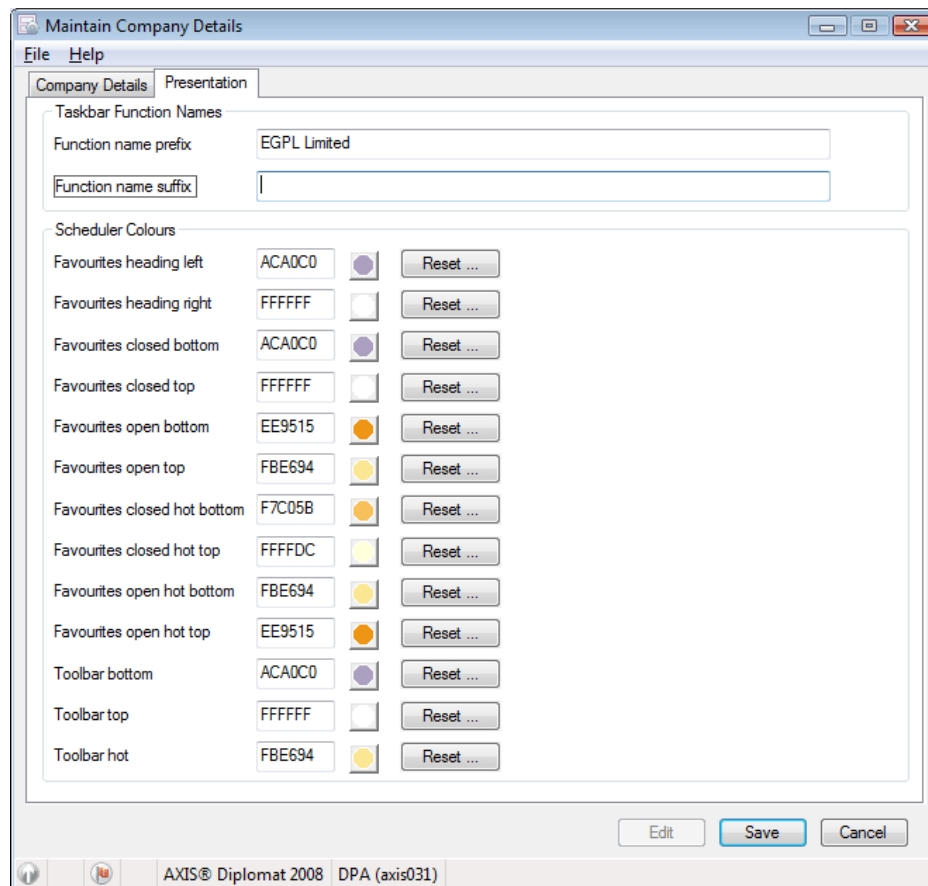 Maintain Company Details
File Help
Company Details Presentation
Taskbar Function Names
Function name prefix EGPL Limited
Function name suffix
Scheduler Colours
Favourites heading left ACA0C0 Reset ...
Favourites heading right FFFFFF Reset ...
Favourites closed bottom ACA0C0 Reset ...
Favourites closed top FFFFFF Reset ...
Favourites open bottom EE9515 Reset ...
Favourites open top FBE694 Reset ...
Favourites closed hot bottom F7C05B Reset ...
Favourites closed hot top FFFFDC Reset ...
Favourites open hot bottom FBE694 Reset ...
Favourites open hot top EE9515 Reset ...
Toolbar bottom ACA0C0 Reset ...
Toolbar top FFFFFF Reset ...
Toolbar hot FBE694 Reset ...
Edit Save Cancel
AXIS® Diplomat 2008 DPA (axis031)